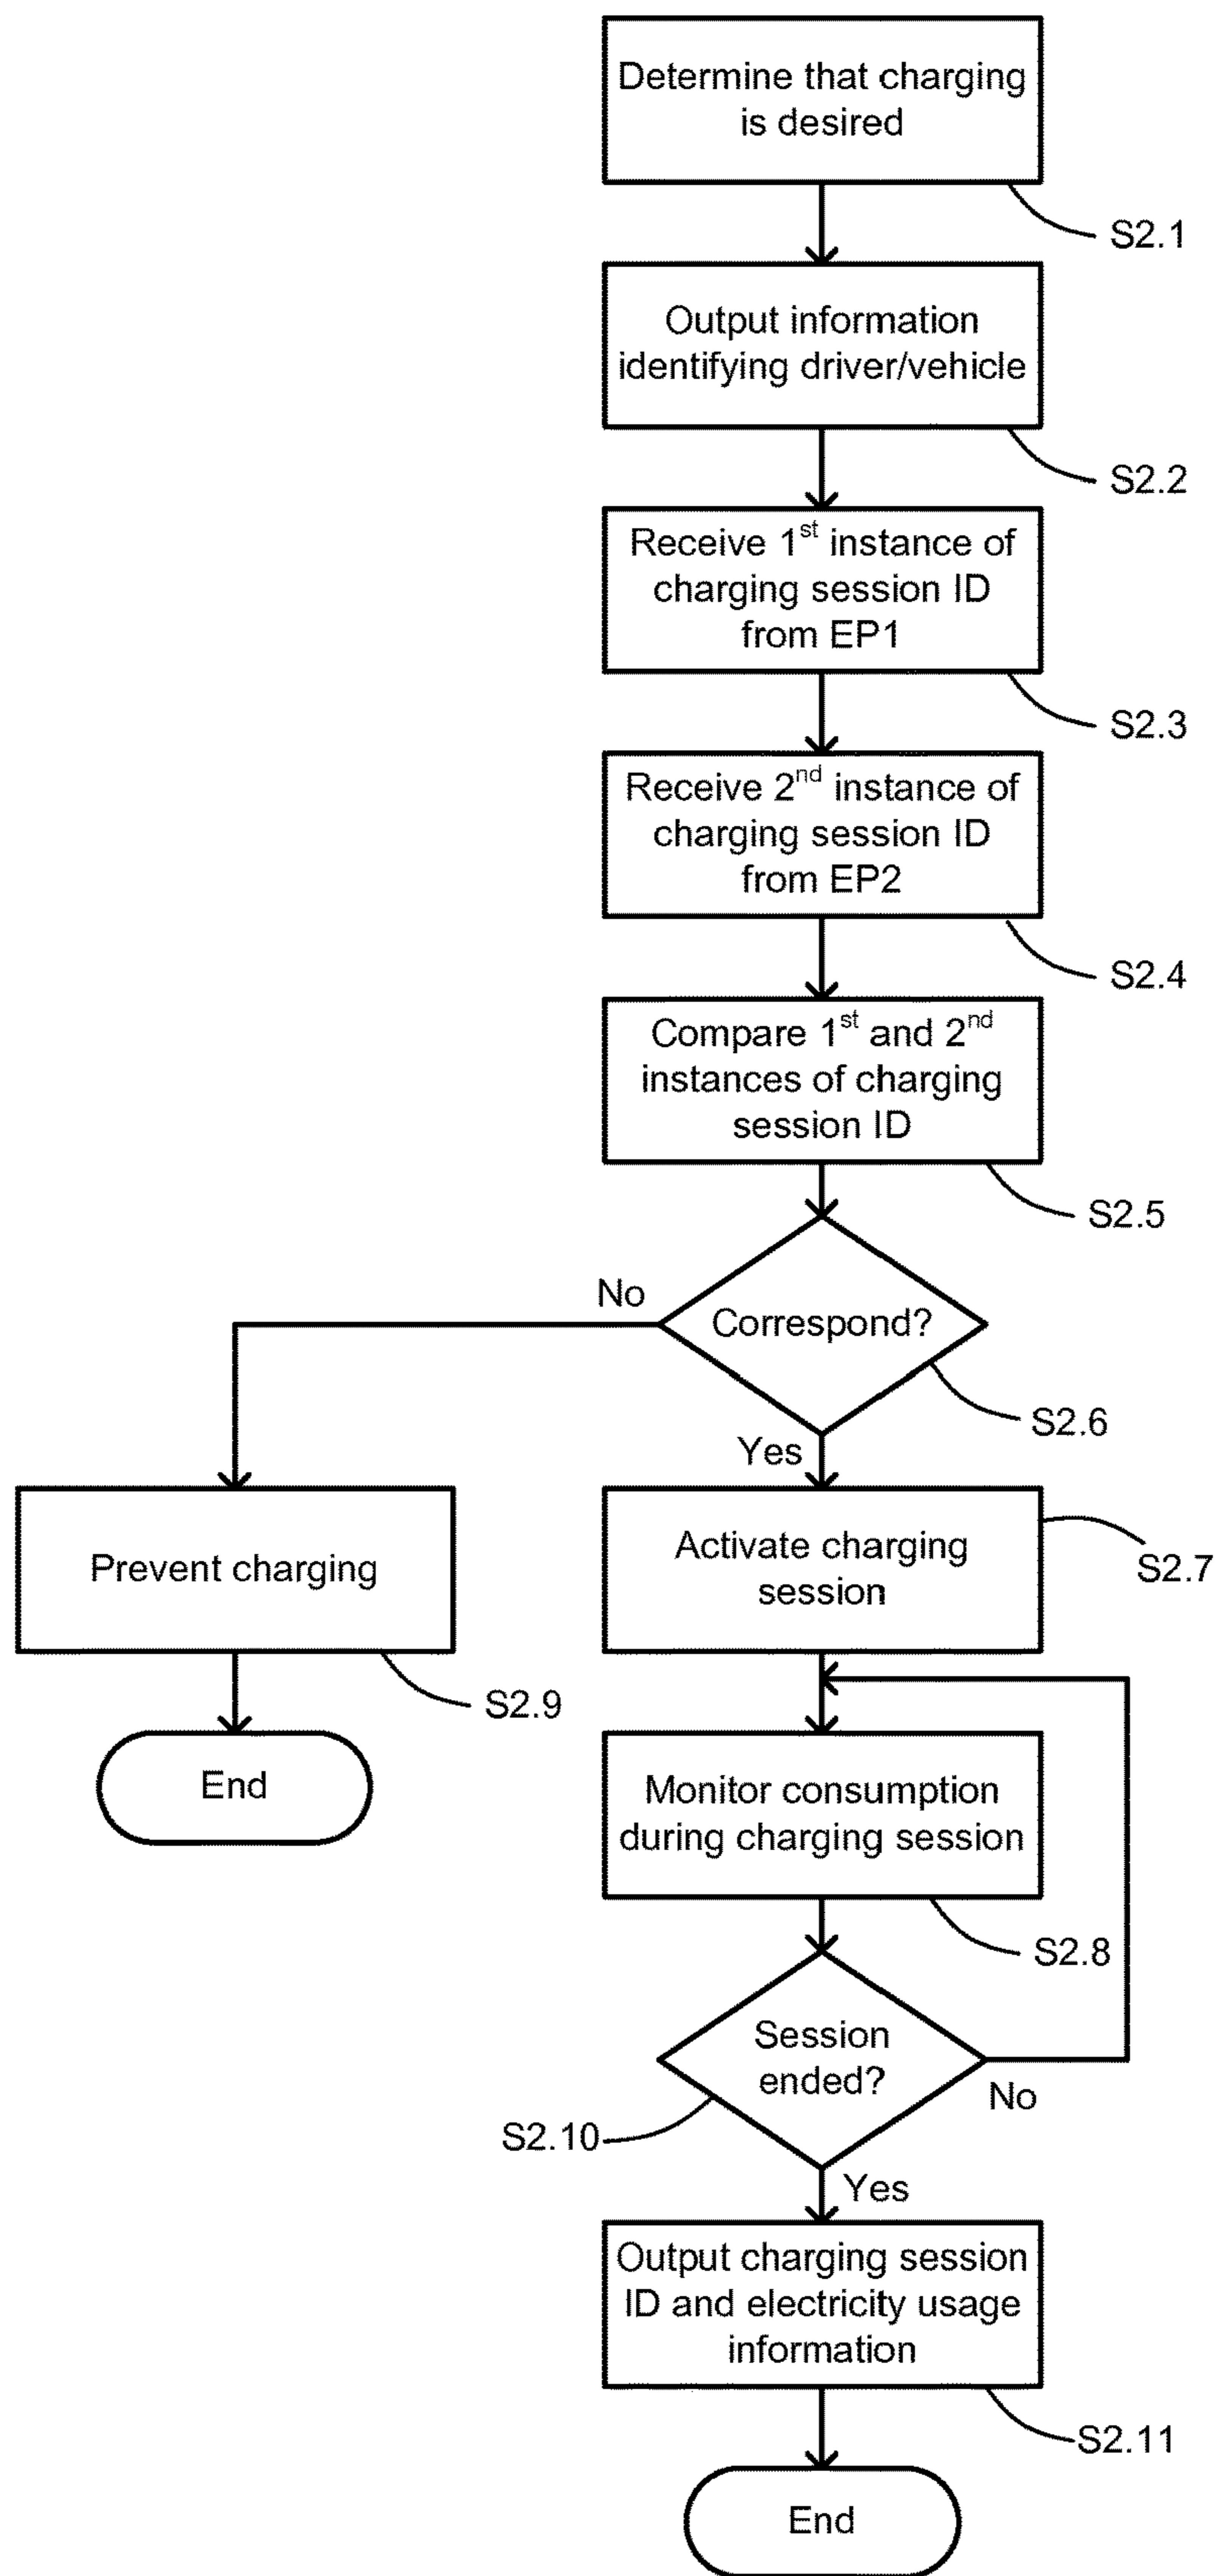 Determine that charging
is desired
S2.1
Output information
identifying driver/vehicle
S2.2
Receive 1st instance of
charging session ID
from EP1
S2.3
Receive 2nd instance of
charging session ID
from EP2
S2.4
Compare 1st and 2nd
instances of charging
session ID
S2.5
No
Correspond?
S2.6
Yes
Prevent charging
S2.9
End
Activate charging
session
S2.7
Monitor consumption
during charging session
S2.8
Session
ended?
No
S2.10
Yes
Output charging session
ID and electricity usage
information
S2.11
End